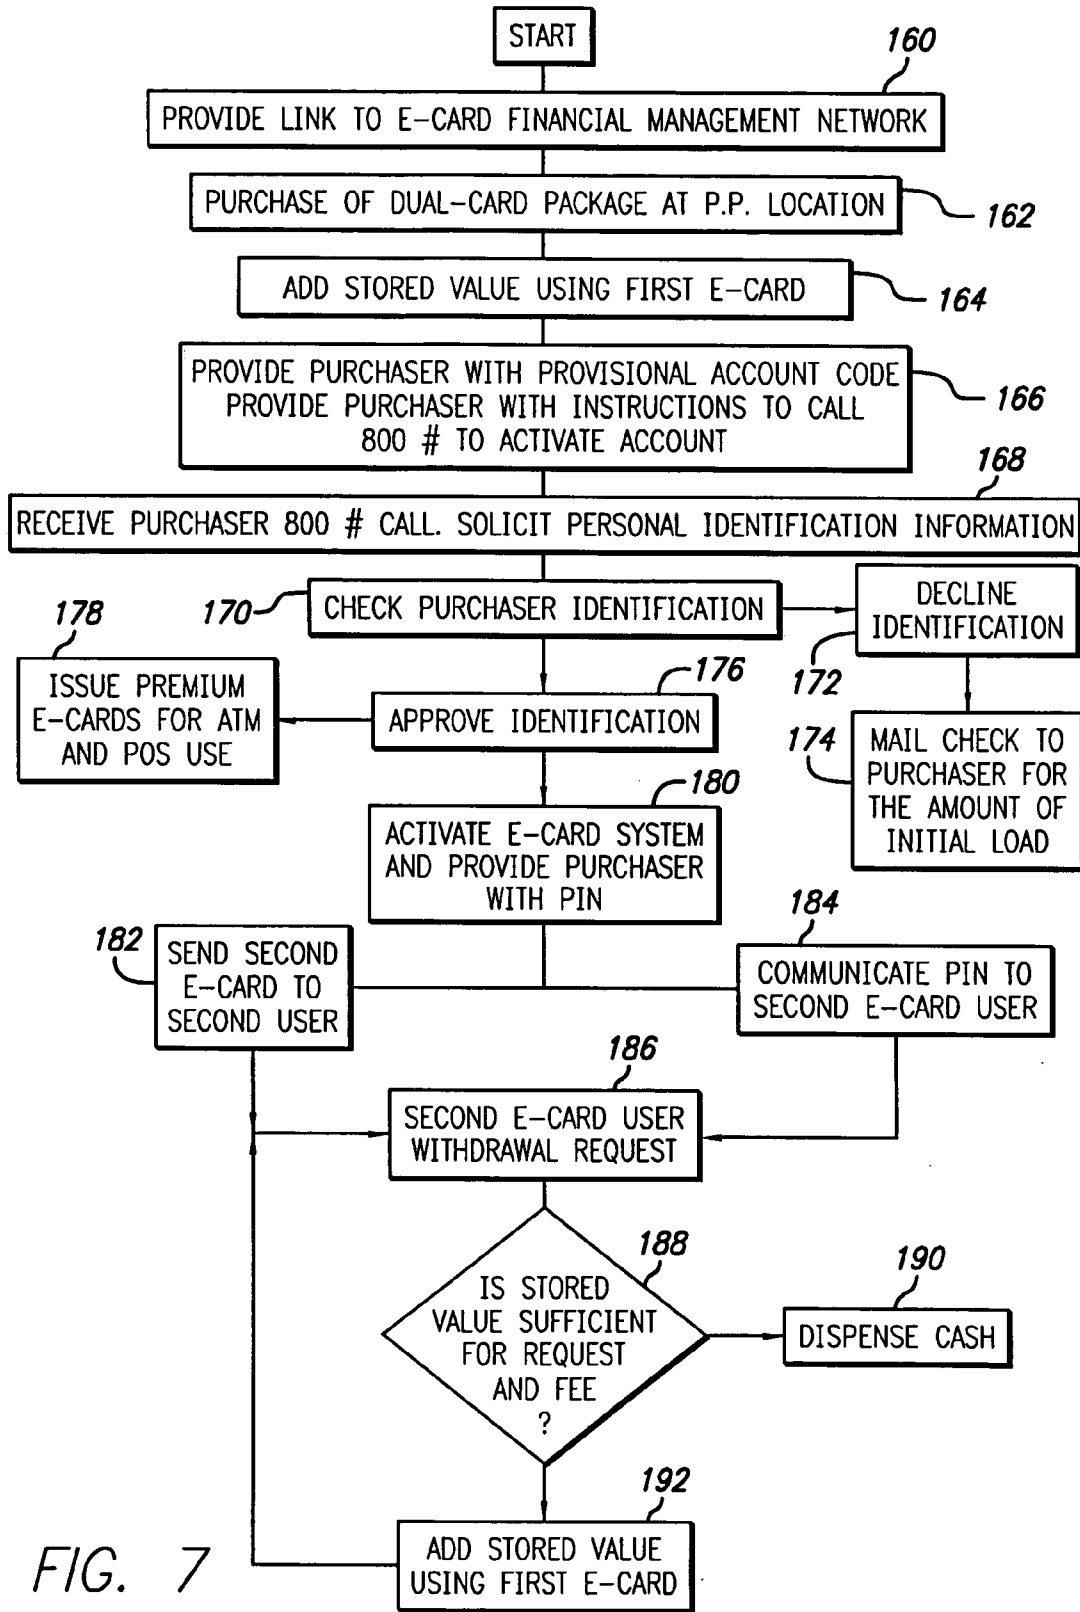 START
160
PROVIDE LINK TO E-CARD FINANCIAL MANAGEMENT NETWORK
PURCHASE OF DUAL-CARD PACKAGE AT P.P. LOCATION
162
ADD STORED VALUE USING FIRST E-CARD
164
PROVIDE PURCHASER WITH PROVISIONAL ACCOUNT CODE
PROVIDE PURCHASER WITH INSTRUCTIONS TO CALL
800 # TO ACTIVATE ACCOUNT
166
168
RECEIVE PURCHASER 800 # CALL. SOLICIT PERSONAL IDENTIFICATION INFORMATION
170
CHECK PURCHASER IDENTIFICATION
DECLINE
IDENTIFICATION
172
178
ISSUE PREMIUM
E-CARDS FOR ATM
AND POS USE
176
APPROVE IDENTIFICATION
174
MAIL CHECK TO
PURCHASER FOR
THE AMOUNT OF
INITIAL LOAD
180
ACTIVATE E-CARD SYSTEM
AND PROVIDE PURCHASER
WITH PIN
182
SEND SECOND
E-CARD TO
SECOND USER
184
COMMUNICATE PIN TO
SECOND E-CARD USER
186
SECOND E-CARD USER
WITHDRAWAL REQUEST
188
IS STORED
VALUE SUFFICIENT
FOR REQUEST
AND FEE
?
190
DISPENSE CASH
192
ADD STORED VALUE
USING FIRST E-CARD
FIG. 7